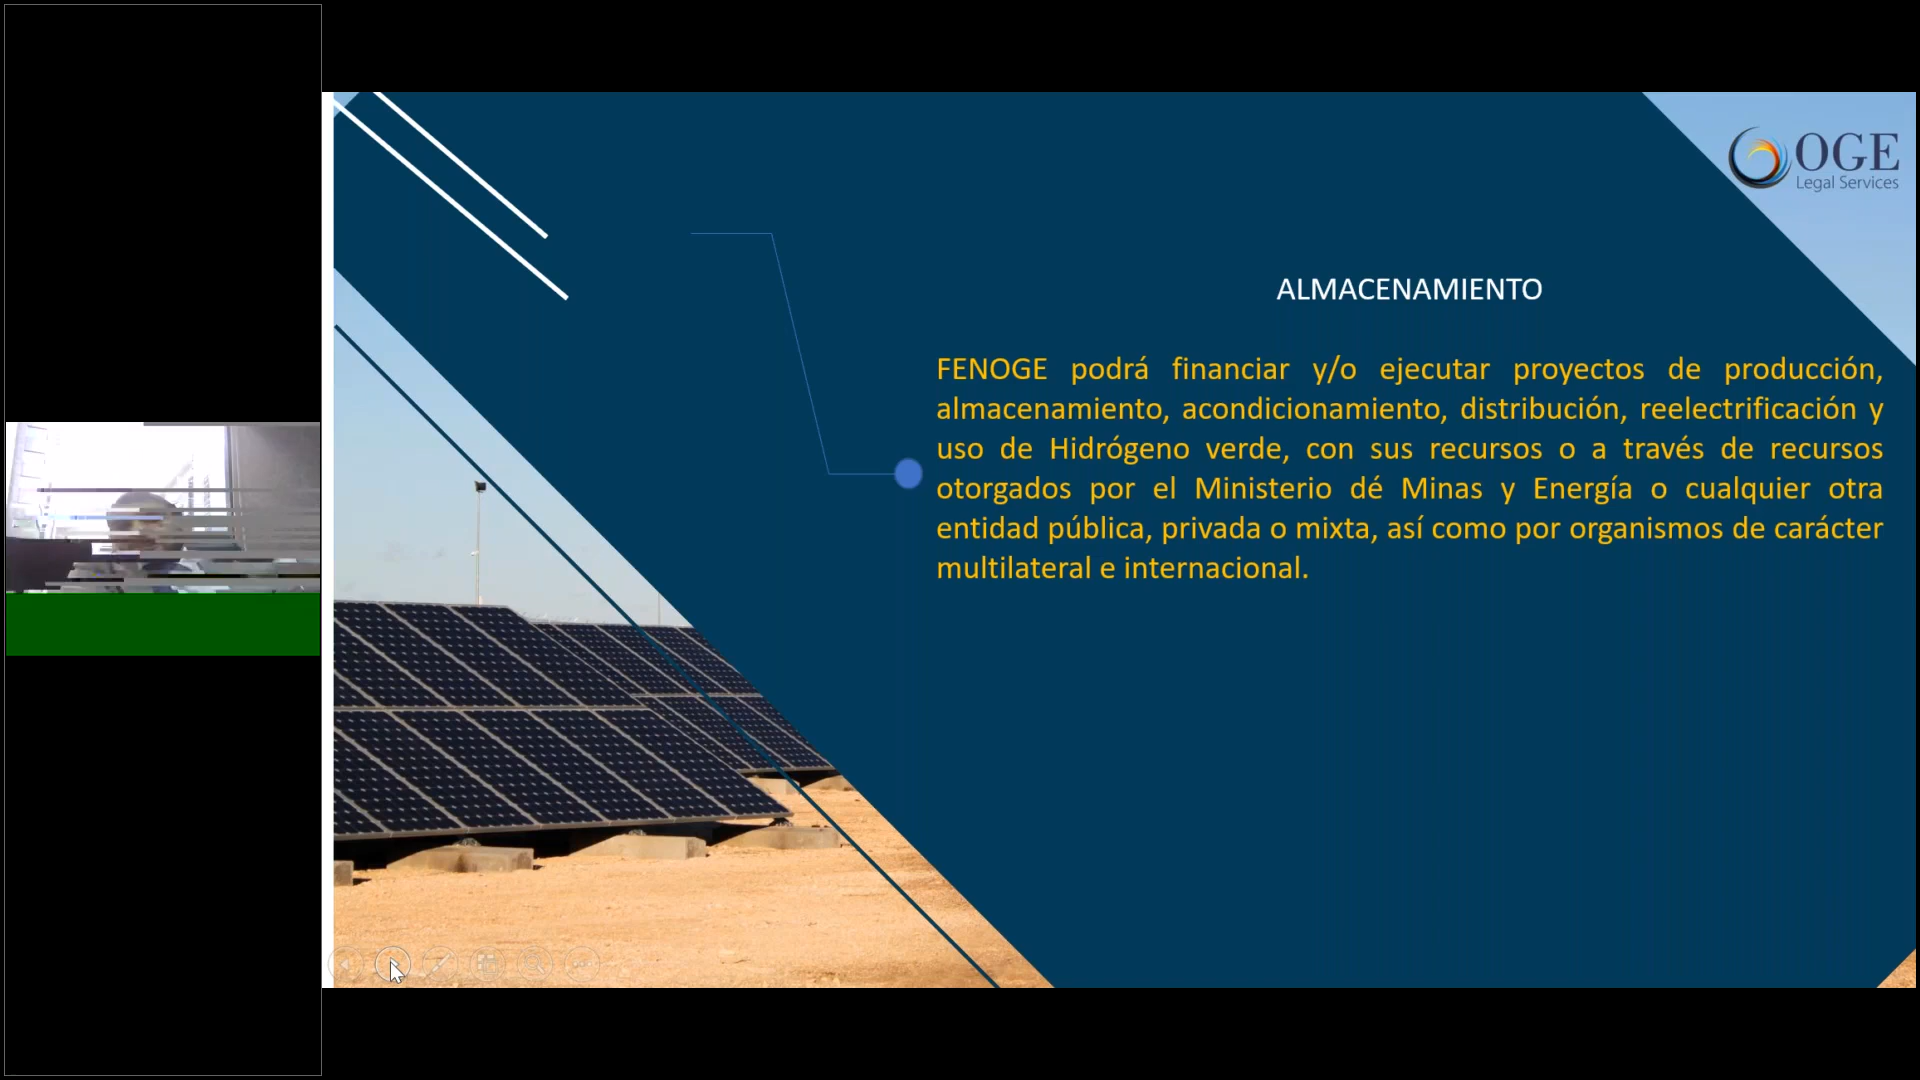 OGE
Legal Services
ALMACENAMIENTO
FENOGE podrá financiar y/o ejecutar proyectos de producción,
almacenamiento, acondicionamiento, distribución, reelectrificación y
uso de Hidrógeno verde, con sus recursos o a través de recursos
otorgados por el Ministerio dé Minas y Energía o cualquier otra
entidad pública, privada o mixta, así como por organismos de carácter
multilateral e internacional.